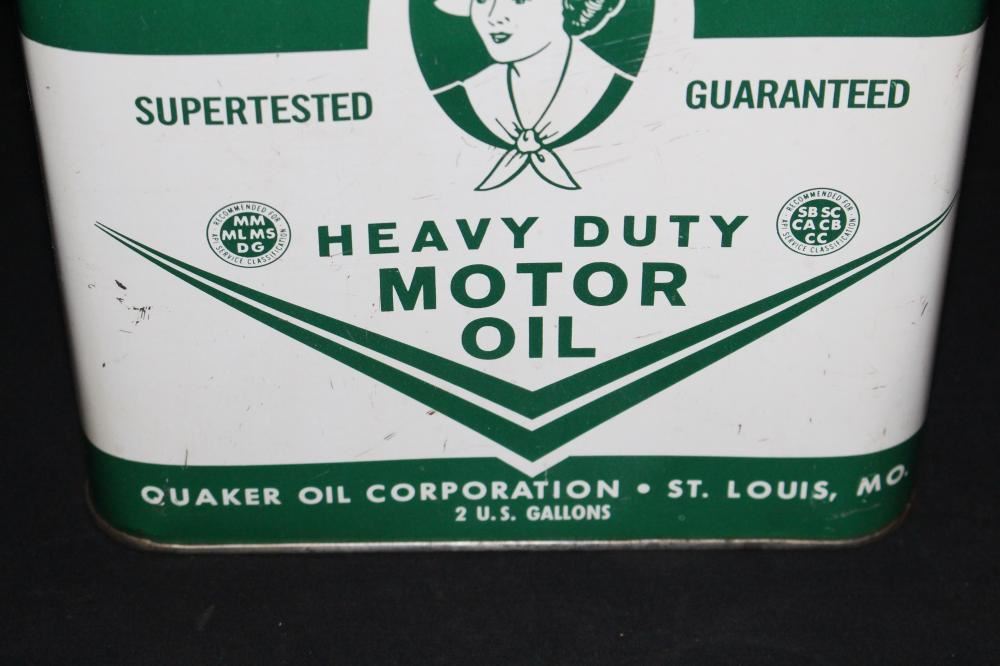 SUPERTESTED
GUARANTEED
RECOMMENDED FOR
MM
ML MS
DG
API SERVICE CLASSIFICATION
HEAVY DUTY
MOTOR
OIL
RECOMMENDED FOR
SB SC
CA CB
CC
API SERVICE CLASSIFICATION
QUAKER OIL CORPORATION • ST. LOUIS, MO.
2 U.S. GALLONS